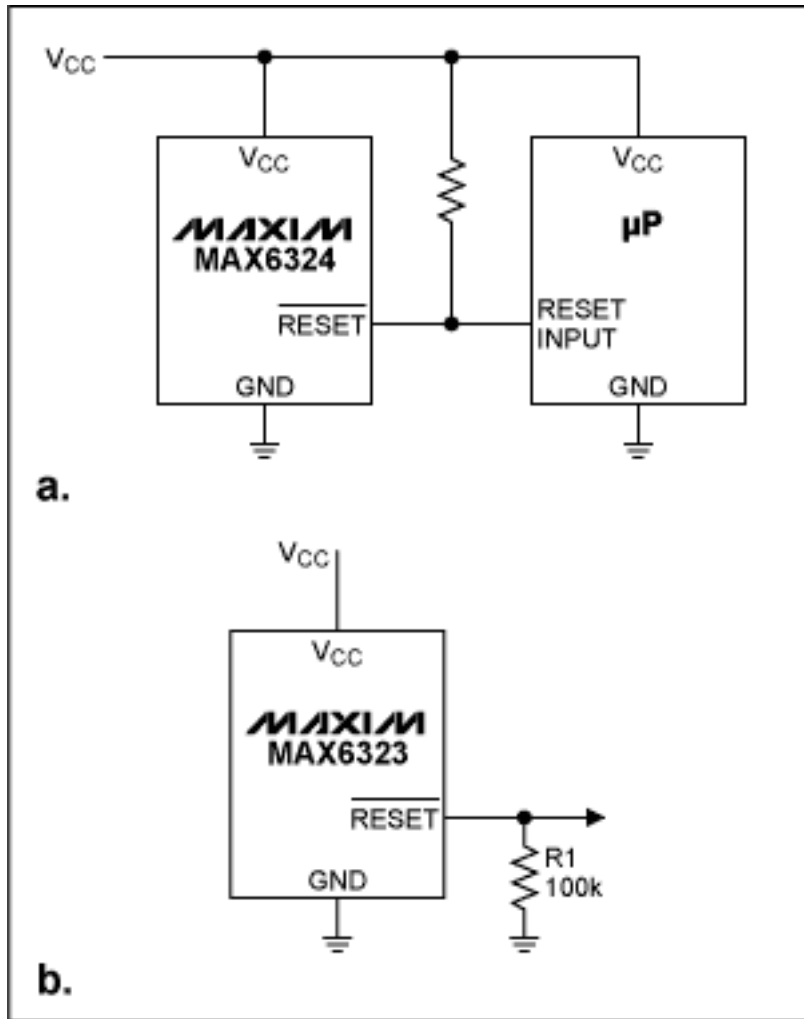 VCC
VCC
VCC
MAXIM
MAX6324
µP
RESET
RESET
INPUT
GND
GND
a.
VCC
VCC
MAXIM
MAX6323
RESET
R1
100k
GND
b.